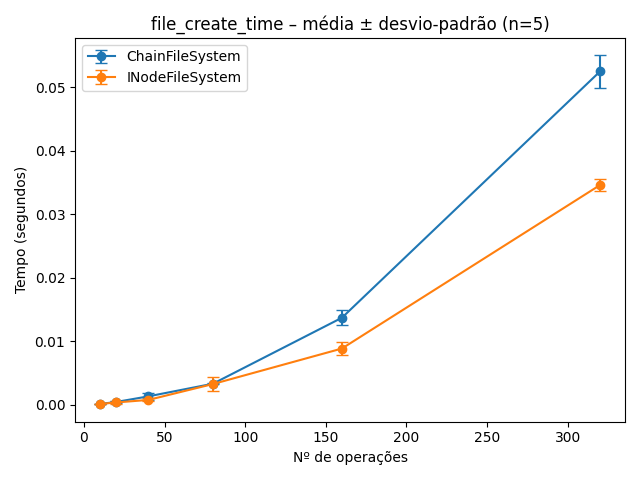 file_create_time – média ± desvio-padrão (n=5)
ChainFileSystem
INodeFileSystem
Tempo (segundos)
0.05
0.04
0.03
0.02
0.01
0.00
0 50 100 150 200 250 300
Nº de operações